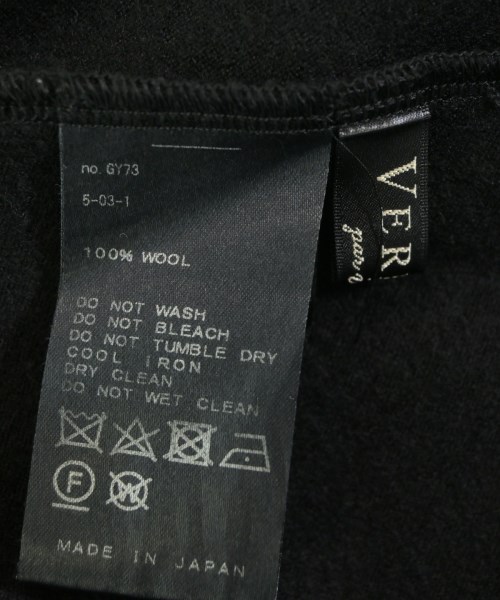 no. GY73
5-03-1
100% WOOL
DO NOT WASH
DO NOT BLEACH
DO NOT TUMBLE DRY
COOL IRON
DRY CLEAN
DO NOT WET CLEAN
F W
MADE IN JAPAN
VER
par